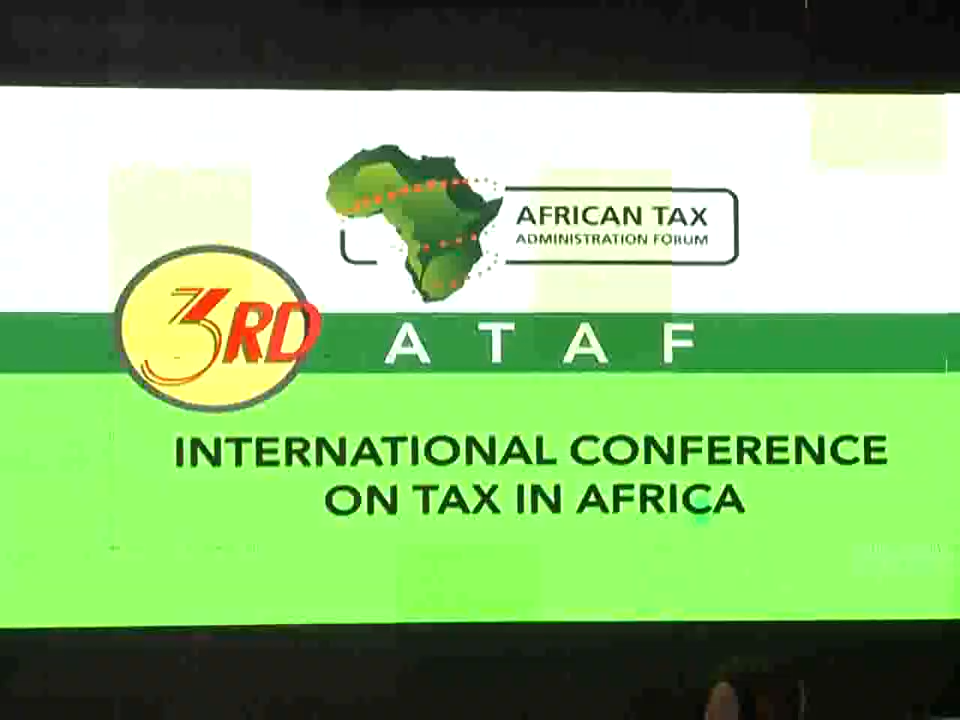 AFRICAN TAX
ADMINISTRATION FORUM
3RD
ATAF
INTERNATIONAL CONFERENCE
ON TAX IN AFRICA